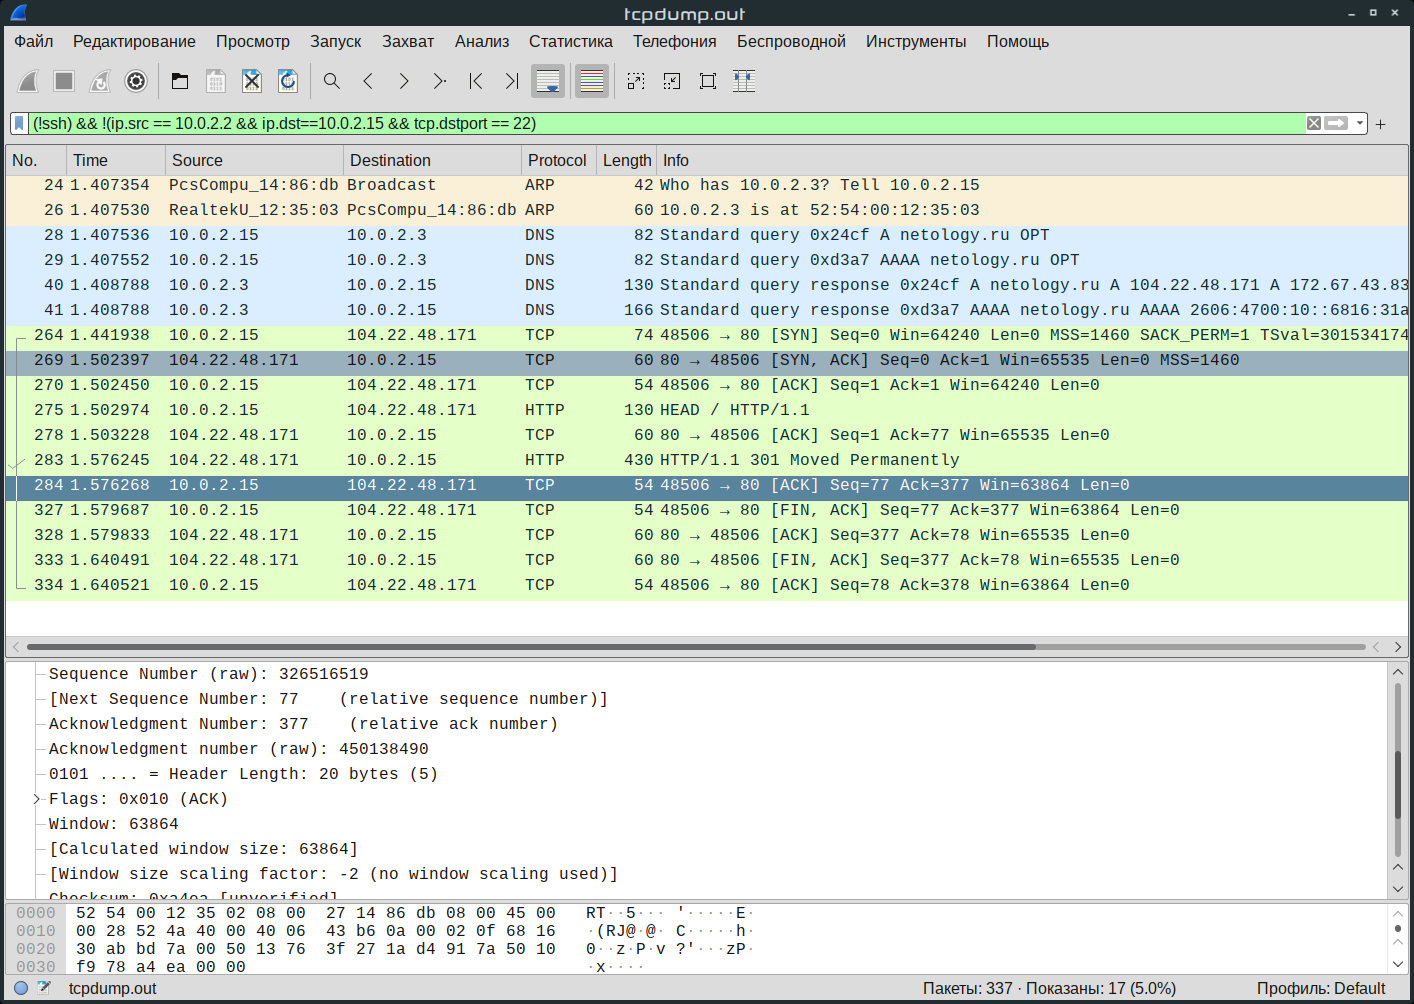 tcpdump.out
Файл Редактирование Просмотр Запуск Захват Анализ Статистика Телефония Беспроводной Инструменты Помощь
(!ssh) && !(ip.src == 10.0.2.2 && ip.dst==10.0.2.15 && tcp.dstport == 22)
No. Time Source Destination Protocol Length Info
24 1.407354 PcsCompu_14:86:db Broadcast ARP 42 Who has 10.0.2.3? Tell 10.0.2.15
26 1.407530 RealtekU_12:35:03 PcsCompu_14:86:db ARP 60 10.0.2.3 is at 52:54:00:12:35:03
28 1.407536 10.0.2.15 10.0.2.3 DNS 82 Standard query 0x24cf A netology.ru OPT
29 1.407552 10.0.2.15 10.0.2.3 DNS 82 Standard query 0xd3a7 AAAA netology.ru OPT
40 1.408788 10.0.2.3 10.0.2.15 DNS 130 Standard query response 0x24cf A netology.ru A 104.22.48.171 A 172.67.43.83
41 1.408788 10.0.2.3 10.0.2.15 DNS 166 Standard query response 0xd3a7 AAAA netology.ru AAAA 2606:4700:10::6816:31a
264 1.441938 10.0.2.15 104.22.48.171 TCP 74 48506 → 80 [SYN] Seq=0 Win=64240 Len=0 MSS=1460 SACK_PERM=1 TSval=301534174
269 1.502397 104.22.48.171 10.0.2.15 TCP 60 80 → 48506 [SYN, ACK] Seq=0 Ack=1 Win=65535 Len=0 MSS=1460
270 1.502450 10.0.2.15 104.22.48.171 TCP 54 48506 → 80 [ACK] Seq=1 Ack=1 Win=64240 Len=0
275 1.502974 10.0.2.15 104.22.48.171 HTTP 130 HEAD / HTTP/1.1
278 1.503228 104.22.48.171 10.0.2.15 TCP 60 80 → 48506 [ACK] Seq=1 Ack=77 Win=65535 Len=0
283 1.576245 104.22.48.171 10.0.2.15 HTTP 430 HTTP/1.1 301 Moved Permanently
284 1.576268 10.0.2.15 104.22.48.171 TCP 54 48506 → 80 [ACK] Seq=77 Ack=377 Win=63864 Len=0
327 1.579687 10.0.2.15 104.22.48.171 TCP 54 48506 → 80 [FIN, ACK] Seq=77 Ack=377 Win=63864 Len=0
328 1.579833 104.22.48.171 10.0.2.15 TCP 60 80 → 48506 [ACK] Seq=377 Ack=78 Win=65535 Len=0
333 1.640491 104.22.48.171 10.0.2.15 TCP 60 80 → 48506 [FIN, ACK] Seq=377 Ack=78 Win=65535 Len=0
334 1.640521 10.0.2.15 104.22.48.171 TCP 54 48506 → 80 [ACK] Seq=78 Ack=378 Win=63864 Len=0
Sequence Number (raw): 326516519
[Next Sequence Number: 77 (relative sequence number)]
Acknowledgment Number: 377 (relative ack number)
Acknowledgment number (raw): 450138490
0101 .... = Header Length: 20 bytes (5)
Flags: 0x010 (ACK)
Window: 63864
[Calculated window size: 63864]
[Window size scaling factor: -2 (no window scaling used)]
Checksum: 0xa4ea [unverified]
0000 52 54 00 12 35 02 08 00 27 14 86 db 08 00 45 00 RT··5··· '·····E·
0010 00 28 52 4a 40 00 40 06 43 b6 0a 00 02 0f 68 16 ·(RJ@·@· C·····h·
0020 30 ab bd 7a 00 50 13 76 3f 27 1a d4 91 7a 50 10 0··z·P·v ?'···zP·
0030 f9 78 a4 ea 00 00 ·x····
tcpdump.out Пакеты: 337 · Показаны: 17 (5.0%) Профиль: Default